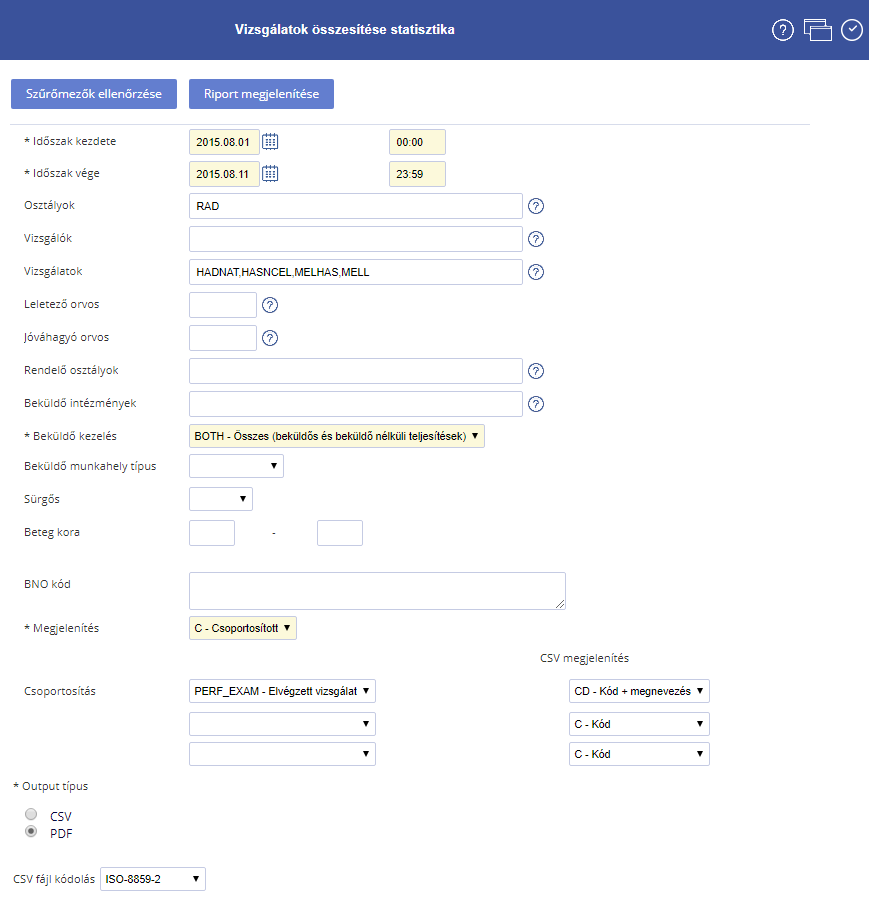 Vizsgálatok összesítése statisztika
Szűrőmezők ellenőrzése Riport megjelenítése
* Időszak kezdete 2015.08.01 00:00
* Időszak vége 2015.08.11 23:59
Osztályok RAD ?
Vizsgálók ?
Vizsgálatok HADNAT,HASNCEL,MELHAS,MELL ?
Leletező orvos ?
Jóváhagyó orvos ?
Rendelő osztályok ?
Beküldő intézmények ?
* Beküldő kezelés BOTH - Összes (beküldős és beküldő nélküli teljesítések)
Beküldő munkahely típus
Sürgős
Beteg kora -
BNO kód
* Megjelenítés C - Csoportosított
CSV megjelenítés
Csoportosítás PERF_EXAM - Elvégzett vizsgálat CD - Kód + megnevezés
C - Kód
C - Kód
* Output típus
CSV
PDF
CSV fájl kódolás ISO-8859-2